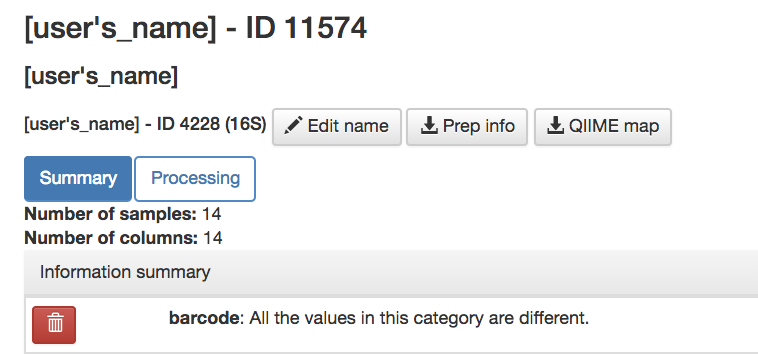 [user's_name] - ID 11574
[user's_name]
[user's_name] - ID 4228 (16S) Edit name Prep info QIIME map
Summary Processing
Number of samples: 14
Number of columns: 14
Information summary
barcode: All the values in this category are different.